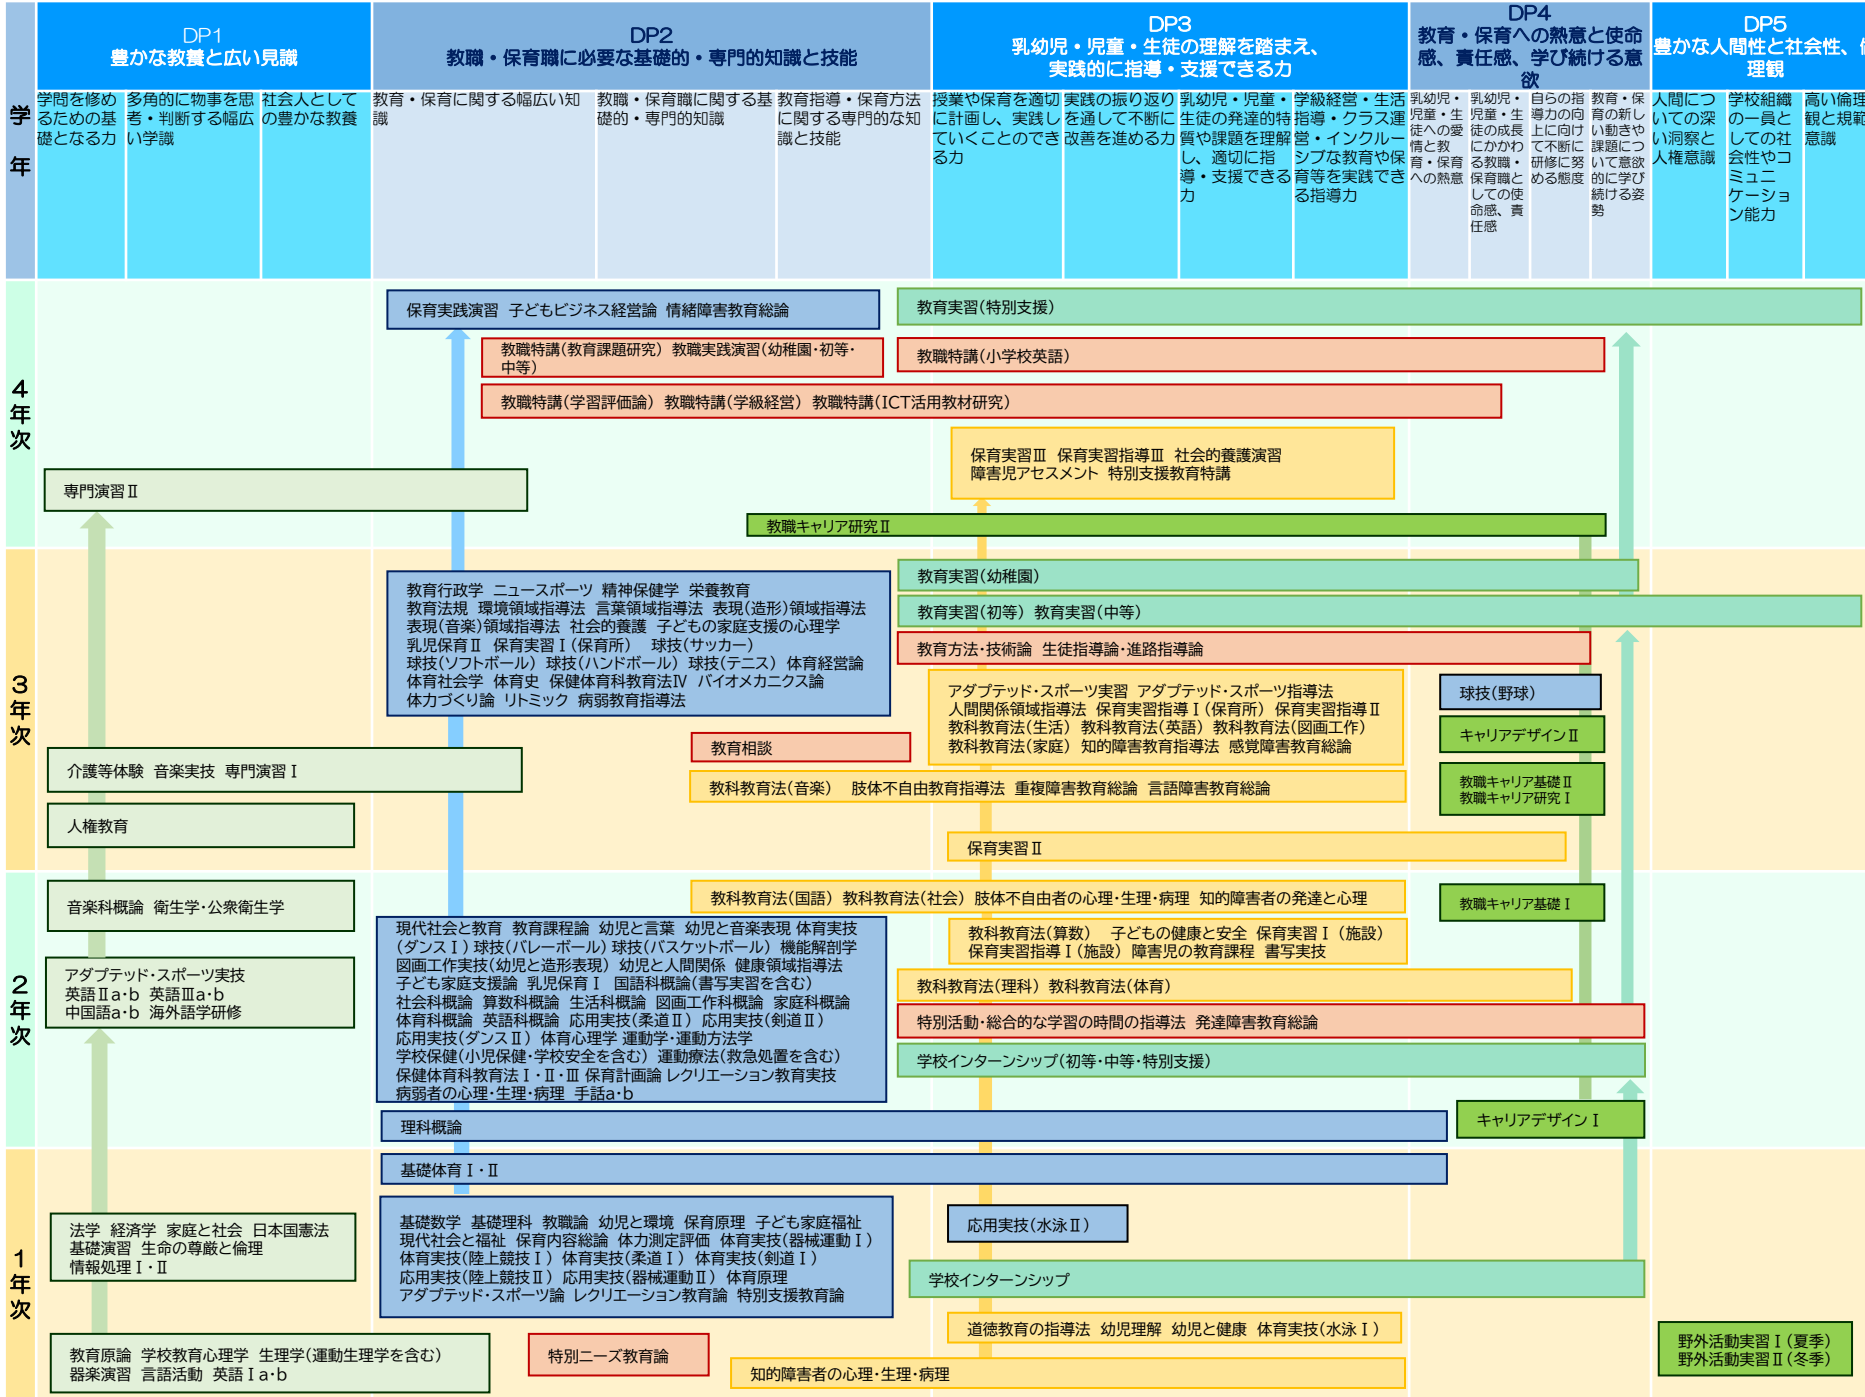 学
年
DP1
豊かな教養と広い見識
DP2
教職・保育職に必要な基礎的・専門的知識と技能
DP3
乳幼児・児童・生徒の理解を踏まえ、
実践的に指導・支援できる力
DP4
教育・保育への熱意と使命
感、責任感、学び続ける意
欲
DP5
豊かな人間性と社会性、
理観
学問を修め
るための基
礎となる力
多角的に物事を思
考・判断する幅広
い学識
社会人として
の豊かな教養
教育・保育に関する幅広い知
識
教職・保育職に関する基
礎的・専門的知識
教育指導・保育方法
に関する専門的な知
識と技能
授業や保育を適切
に計画し、実践し
ていくことのでき
る力
実践の振り返り
を通して不断に
改善を進める力
乳幼児・児童・
生徒の発達的特
質や課題を理解
し、適切に指
導・支援できる
力
学級経営・生活
指導・クラス運
営・インクルー
シブな教育や保
育等を実践でき
る指導力
乳幼児・
児童・生
徒への愛
情と教
育・保育
への熱意
乳幼児・
児童・生
徒の成長
にかかわ
る教職・
保育職と
しての使
命感、責
任感
自らの指
導力の向
上に向け
て不断に
研修に努
める態度
教育・保
育の新し
い動きや
課題につ
いて意欲
的に学び
続ける姿
勢
人間につ
いての深
い洞察と
人権意識
学校組織
の一員と
しての社
会性やコ
ミュニ
ケーショ
ン能力
高い倫理
観と規範
意識
4
年
次
保育実践演習 子どもビジネス経営論 情緒障害教育総論
教育実習(特別支援)
教職特講(教育課題研究) 教職実践演習(幼稚園・初等・
中等)
教職特講(小学校英語)
教職特講(学習評価論) 教職特講(学級経営) 教職特講(ICT活用教材研究)
保育実習Ⅲ 保育実習指導Ⅲ 社会的養護演習
障害児アセスメント 特別支援教育特講
専門演習Ⅱ
教職キャリア研究Ⅱ
3
年
次
教育行政学 ニュースポーツ 精神保健学 栄養教育
教育法規 環境領域指導法 言葉領域指導法 表現(造形)領域指導法
表現(音楽)領域指導法 社会的養護 子どもの家庭支援の心理学
乳児保育Ⅱ 保育実習Ⅰ(保育所) 球技(サッカー)
球技(ソフトボール) 球技(ハンドボール) 球技(テニス) 体育経営論
体育社会学 体育史 保健体育科教育法Ⅳ バイオメカニクス論
体力づくり論 リトミック 病弱教育指導法
教育実習(幼稚園)
教育実習(初等) 教育実習(中等)
教育方法・技術論 生徒指導論・進路指導論
アダプテッド・スポーツ実習 アダプテッド・スポーツ指導法
人間関係領域指導法 保育実習指導Ⅰ(保育所) 保育実習指導Ⅱ
教科教育法(生活) 教科教育法(英語) 教科教育法(図画工作)
教科教育法(家庭) 知的障害教育指導法 感覚障害教育総論
球技(野球)
キャリアデザインⅡ
教育相談
介護等体験 音楽実技 専門演習Ⅰ
教科教育法(音楽) 肢体不自由教育指導法 重複障害教育総論 言語障害教育総論
教職キャリア基礎Ⅱ
教職キャリア研究Ⅰ
人権教育
保育実習Ⅱ
2
年
次
音楽科概論 衛生学・公衆衛生学
教科教育法(国語) 教科教育法(社会) 肢体不自由者の心理・生理・病理 知的障害者の発達と心理
教職キャリア基礎Ⅰ
現代社会と教育 教育課程論 幼児と言葉 幼児と音楽表現 体育実技
(ダンスⅠ) 球技(バレーボール) 球技(バスケットボール) 機能解剖学
図画工作実技(幼児と造形表現) 幼児と人間関係 健康領域指導法
子ども家庭支援論 乳児保育Ⅰ 国語科概論(書写実習を含む)
社会科概論 算数科概論 生活科概論 図画工作科概論 家庭科概論
体育科概論 英語科概論 応用実技(柔道Ⅱ) 応用実技(剣道Ⅱ)
応用実技(ダンスⅡ) 体育心理学 運動学・運動方法学
学校保健(小児保健・学校安全を含む) 運動療法(救急処置を含む)
保健体育科教育法Ⅰ・Ⅱ・Ⅲ 保育計画論 レクリエーション教育実技
病弱者の心理・生理・病理 手話a・b
教科教育法(算数) 子どもの健康と安全 保育実習Ⅰ(施設)
保育実習指導Ⅰ(施設) 障害児の教育課程 書写実技
アダプテッド・スポーツ実技
英語Ⅱa・b 英語Ⅲa・b
中国語a・b 海外語学研修
教科教育法(理科) 教科教育法(体育)
特別活動・総合的な学習の時間の指導法 発達障害教育総論
学校インターンシップ(初等・中等・特別支援)
理科概論
キャリアデザインⅠ
1
年
次
基礎体育Ⅰ・Ⅱ
法学 経済学 家庭と社会 日本国憲法
基礎演習 生命の尊厳と倫理
情報処理Ⅰ・Ⅱ
基礎数学 基礎理科 教職論 幼児と環境 保育原理 子ども家庭福祉
現代社会と福祉 保育内容総論 体力測定評価 体育実技(器械運動Ⅰ)
体育実技(陸上競技Ⅰ) 体育実技(柔道Ⅰ) 体育実技(剣道Ⅰ)
応用実技(陸上競技Ⅱ) 応用実技(器械運動Ⅱ) 体育原理
アダプテッド・スポーツ論 レクリエーション教育論 特別支援教育論
応用実技(水泳Ⅱ)
学校インターンシップ
道徳教育の指導法 幼児理解 幼児と健康 体育実技(水泳Ⅰ)
教育原論 学校教育心理学 生理学(運動生理学を含む)
器楽演習 言語活動 英語Ⅰa・b
特別ニーズ教育論
知的障害者の心理・生理・病理
野外活動実習Ⅰ(夏季)
野外活動実習Ⅱ(冬季)